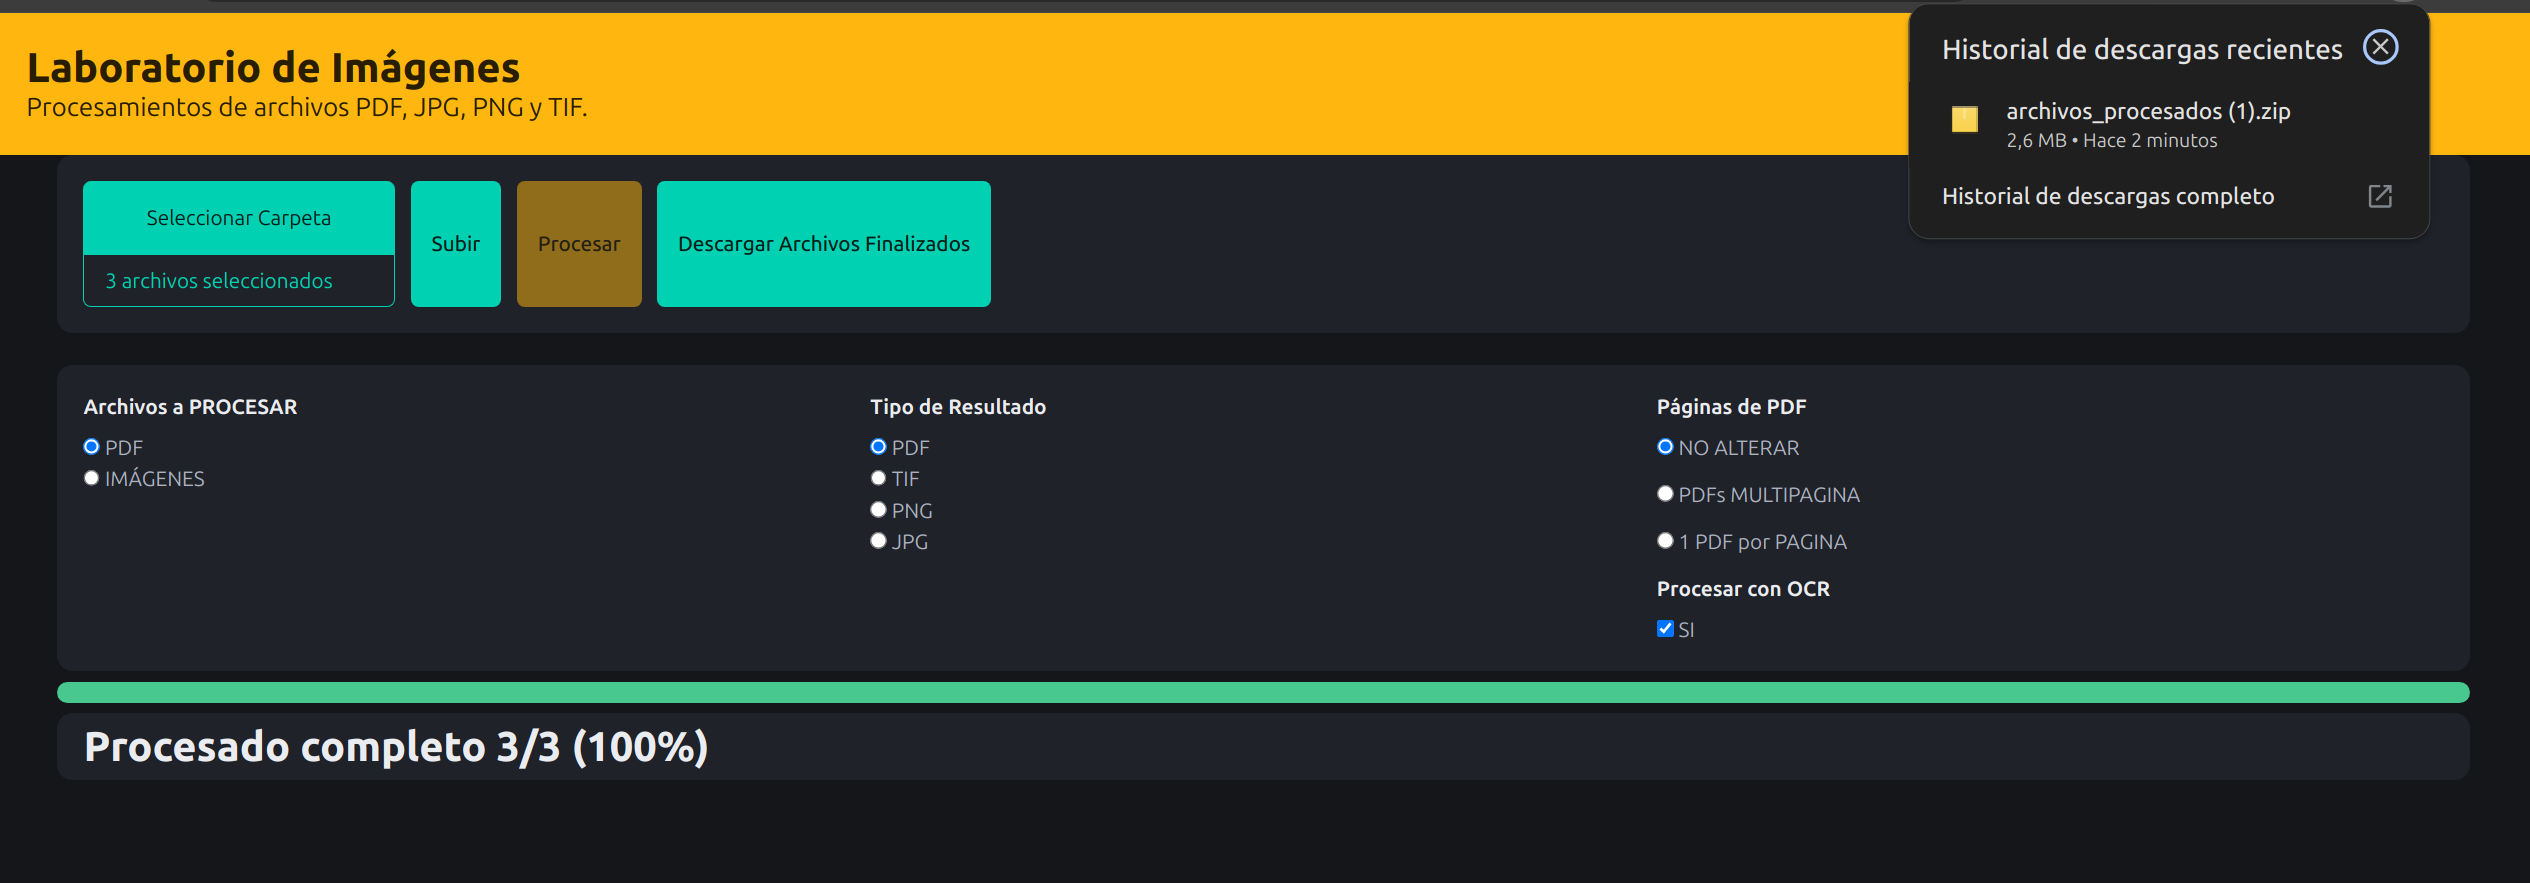 Laboratorio de Imágenes
Procesamientos de archivos PDF, JPG, PNG y TIF.
Historial de descargas recientes
archivos_procesados (1).zip
2,6 MB • Hace 2 minutos
Historial de descargas completo
Seleccionar Carpeta
3 archivos seleccionados
Subir
Procesar
Descargar Archivos Finalizados
Archivos a PROCESAR
PDF
IMÁGENES
Tipo de Resultado
PDF
TIF
PNG
JPG
Páginas de PDF
NO ALTERAR
PDFs MULTIPAGINA
1 PDF por PAGINA
Procesar con OCR
SI
Procesado completo 3/3 (100%)